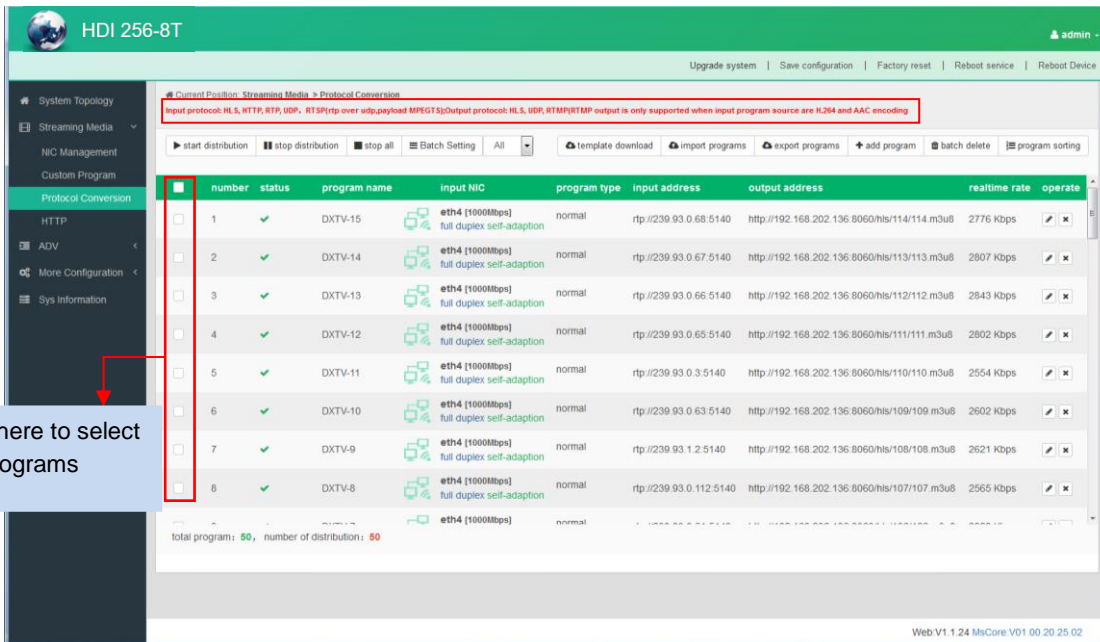 HDI 256-8T
admin
Upgrade system | Save configuration | Factory reset | Reboot service | Reboot Device
System Topology
Streaming Media
NIC Management
Custom Program
Protocol Conversion
HTTP
ADV
More Configuration
Sys Information
Current Position: Streaming Media > Protocol Conversion
Input protocol: HLS, HTTP, RTP, UDP, RTSP(rtp over udp,payload MPEGTS);Output protocol: HLS, UDP, RTMP(RTMP output is only supported when input program source are H.264 and AAC encoding
start distribution stop distribution stop all Batch Setting All template download import programs export programs add program batch delete program sorting
number status program name input NIC program type input address output address realtime rate operate
1 DXTV-15 eth4 [1000Mbps] normal rtp://239.93.0.68:5140 http://192.168.202.136:8060/hls/114/114.m3u8 2776 Kbps
full duplex self-adaption
2 DXTV-14 eth4 [1000Mbps] normal rtp://239.93.0.67:5140 http://192.168.202.136:8060/hls/113/113.m3u8 2807 Kbps
full duplex self-adaption
3 DXTV-13 eth4 [1000Mbps] normal rtp://239.93.0.66:5140 http://192.168.202.136:8060/hls/112/112.m3u8 2843 Kbps
full duplex self-adaption
4 DXTV-12 eth4 [1000Mbps] normal rtp://239.93.0.65:5140 http://192.168.202.136:8060/hls/111/111.m3u8 2802 Kbps
full duplex self-adaption
5 DXTV-11 eth4 [1000Mbps] normal rtp://239.93.0.3:5140 http://192.168.202.136:8060/hls/110/110.m3u8 2554 Kbps
full duplex self-adaption
6 DXTV-10 eth4 [1000Mbps] normal rtp://239.93.0.63:5140 http://192.168.202.136:8060/hls/109/109.m3u8 2602 Kbps
full duplex self-adaption
7 DXTV-9 eth4 [1000Mbps] normal rtp://239.93.1.2:5140 http://192.168.202.136:8060/hls/108/108.m3u8 2621 Kbps
full duplex self-adaption
8 DXTV-8 eth4 [1000Mbps] normal rtp://239.93.0.112:5140 http://192.168.202.136:8060/hls/107/107.m3u8 2565 Kbps
full duplex self-adaption
eth4 [1000Mbps] normal
here to select
ograms
total program: 50, number of distribution: 50
Web:V1.1.24 MsCore V01.00.20.25.02